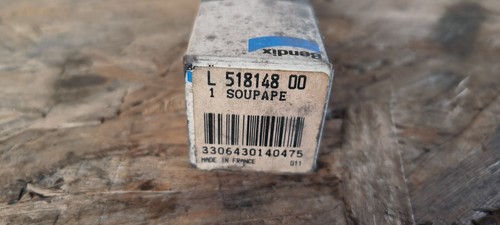 Bendix
L 518148 00
1 SOUPAPE
3306430140475
MADE IN FRANCE